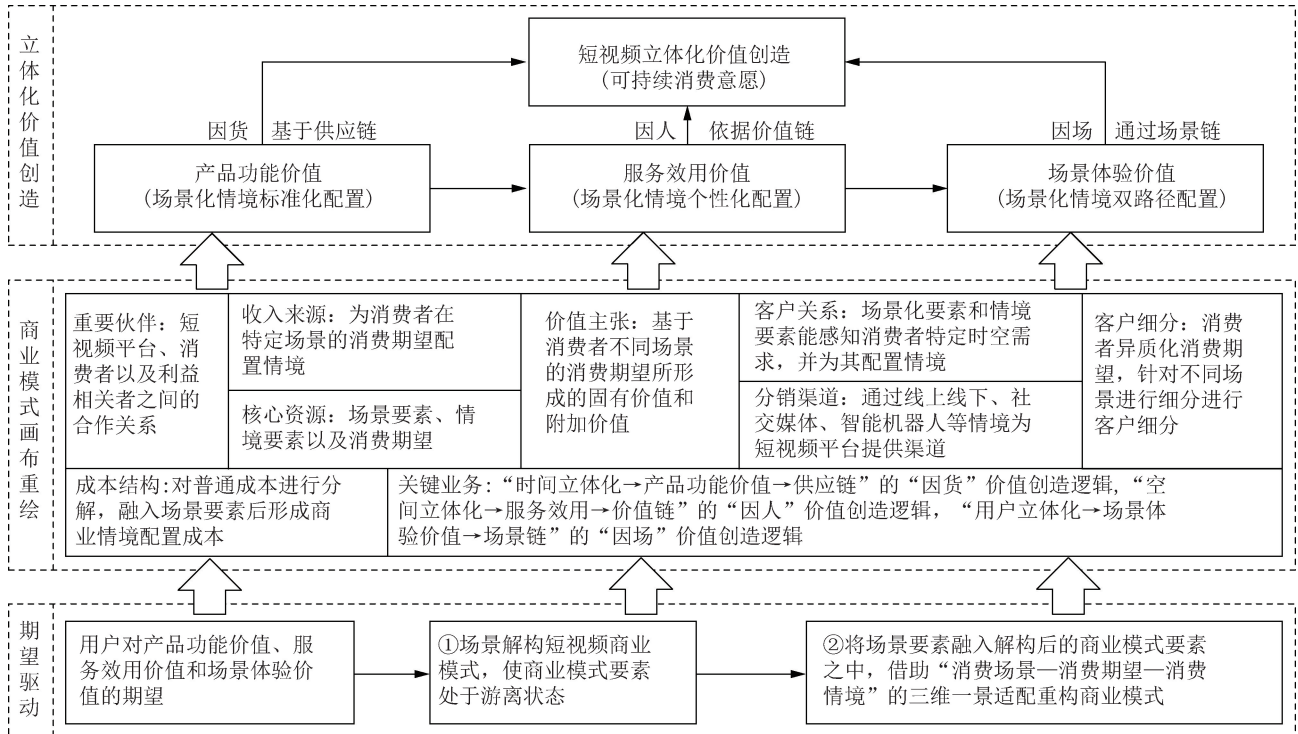 立体化价值创造
短视频立体化价值创造
(可持续消费意愿)
因货 基于供应链
因人 依据价值链
因场 通过场景链
产品功能价值
(场景化情境标准化配置)
服务效用价值
(场景化情境个性化配置)
场景体验价值
(场景化情境双路径配置)
商业模式画布重绘
重要伙伴：短
视频平台、消
费者以及利益
相关者之间的
合作关系
收入来源：为消费者在
特定场景的消费期望配
置情境
核心资源：场景要素、情
境要素以及消费期望
价值主张：基于
消费者不同场景
的消费期望所形
成的固有价值和
附加价值
客户关系：场景化要素和情境
要素能感知消费者特定时空需
求，并为其配置情境
分销渠道：通过线上线下、社
交媒体、智能机器人等情境为
短视频平台提供渠道
客户细分：消费
者异质化消费期
望，针对不同场
景进行细分进行
客户细分
成本结构:对普通成本进行分
解，融入场景要素后形成商
业情境配置成本
关键业务:“时间立体化→产品功能价值→供应链”的“因货”价值创造逻辑,“空
间立体化→服务效用→价值链”的“因人”价值创造逻辑，“用户立体化→场景体
验价值→场景链”的“因场”价值创造逻辑
期望驱动
用户对产品功能价值、服
务效用价值和场景体验价
值的期望
①场景解构短视频商业
模式，使商业模式要素
处于游离状态
②将场景要素融入解构后的商业模式要素
之中，借助“消费场景—消费期望—消费
情境”的三维一景适配重构商业模式